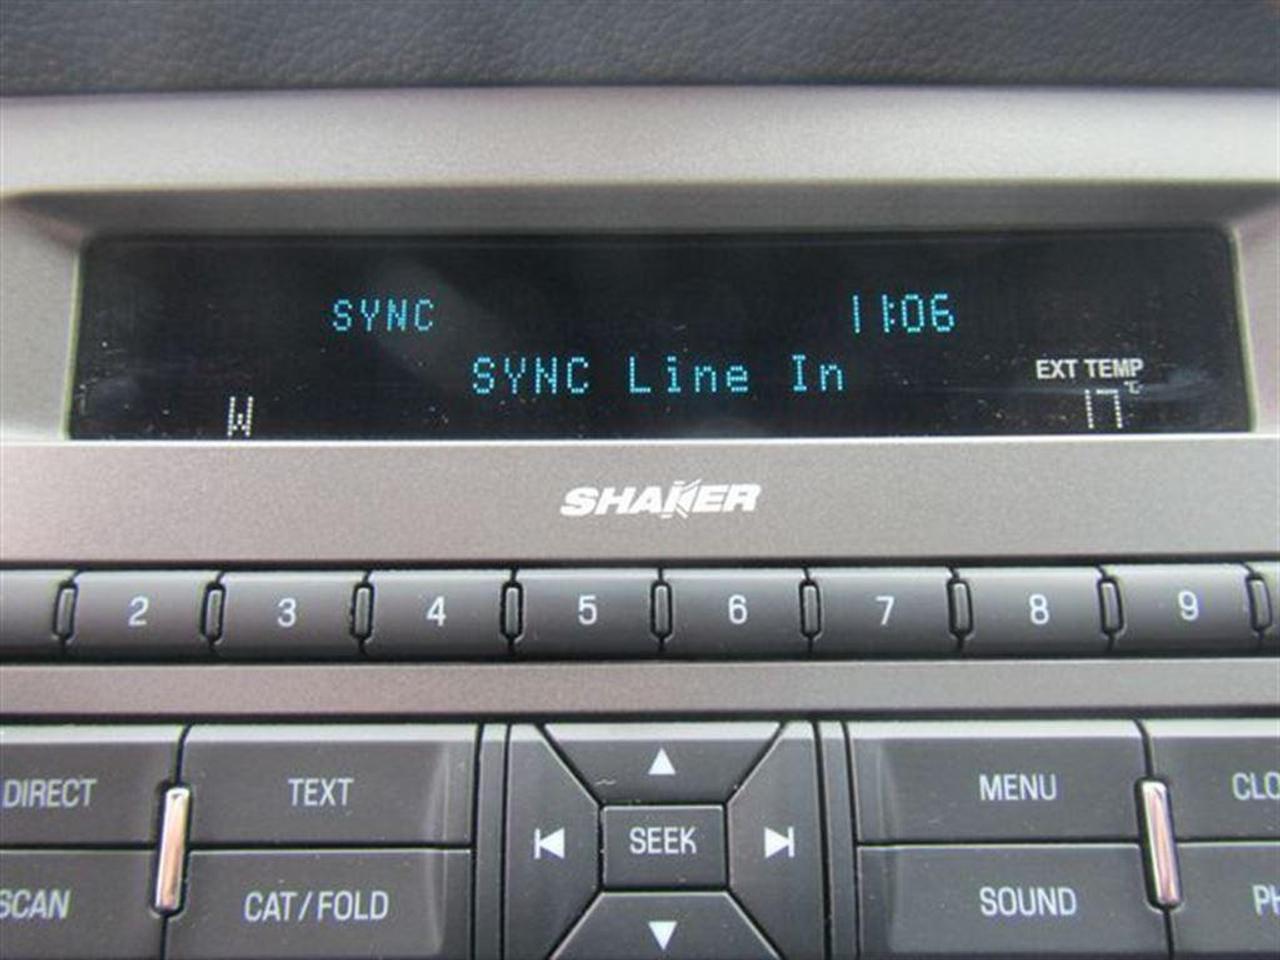 SYNC 11:06
SYNC Line In
EXT TEMP
W 17°C
SHAKER
2 3 4 5 6 7 8 9
DIRECT TEXT MENU
SEEK
SCAN CAT/FOLD SOUND